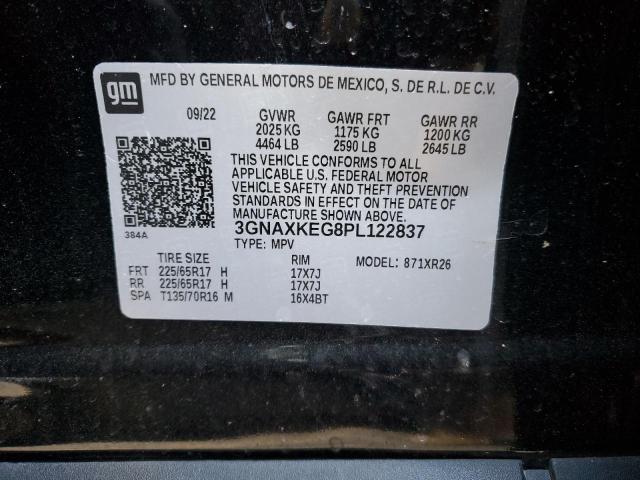 gm
MFD BY GENERAL MOTORS DE MEXICO, S. DE R.L. DE C.V.
09/22 GVWR GAWR FRT GAWR RR
2025 KG 1175 KG 1200 KG
4464 LB 2590 LB 2645 LB
THIS VEHICLE CONFORMS TO ALL
APPLICABLE U.S. FEDERAL MOTOR
VEHICLE SAFETY AND THEFT PREVENTION
STANDARDS IN EFFECT ON THE DATE OF
MANUFACTURE SHOWN ABOVE.
384A 3GNAXKEG8PL122837
TYPE: MPV
TIRE SIZE RIM MODEL: 871XR26
FRT 225/65R17 H 17X7J
RR 225/65R17 H 17X7J
SPA T135/70R16 M 16X4BT